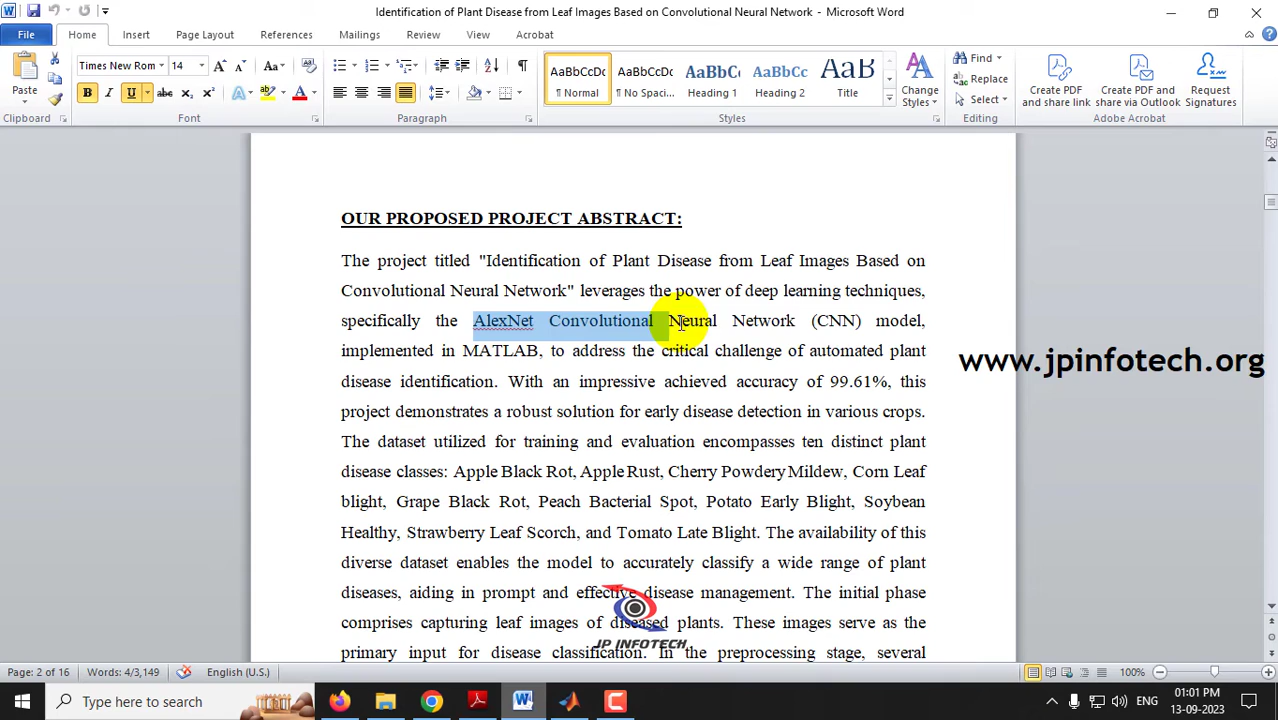 Identification of Plant Disease from Leaf Images Based on Convolutional Neural Network - Microsoft Word
File Home Insert Page Layout References Mailings Review View Acrobat
Paste
Times New Rom 14
Aa
B I U abc x₂ x²
A
AaBbCcDc AaBbCcDc AaBbCc AaBbCc AaB
¶ Normal ¶ No Spaci... Heading 1 Heading 2 Title
Change Styles
Find
Replace
Select
Create PDF and share link
Create PDF and share via Outlook
Request Signatures
Clipboard Font Paragraph Styles Editing Adobe Acrobat
OUR PROPOSED PROJECT ABSTRACT:
The project titled "Identification of Plant Disease from Leaf Images Based on
Convolutional Neural Network" leverages the power of deep learning techniques,
specifically the AlexNet Convolutional Neural Network (CNN) model,
implemented in MATLAB, to address the critical challenge of automated plant
disease identification. With an impressive achieved accuracy of 99.61%, this
project demonstrates a robust solution for early disease detection in various crops.
The dataset utilized for training and evaluation encompasses ten distinct plant
disease classes: Apple Black Rot, Apple Rust, Cherry Powdery Mildew, Corn Leaf
blight, Grape Black Rot, Peach Bacterial Spot, Potato Early Blight, Soybean
Healthy, Strawberry Leaf Scorch, and Tomato Late Blight. The availability of this
diverse dataset enables the model to accurately classify a wide range of plant
diseases, aiding in prompt and effective disease management. The initial phase
comprises capturing leaf images of diseased plants. These images serve as the
primary input for disease classification. In the preprocessing stage, several
www.jpinfotech.org
JP INFOTECH
Page: 2 of 16 Words: 4/3,149 English (U.S.) 100%
Type here to search
ENG
01:01 PM
13-09-2023